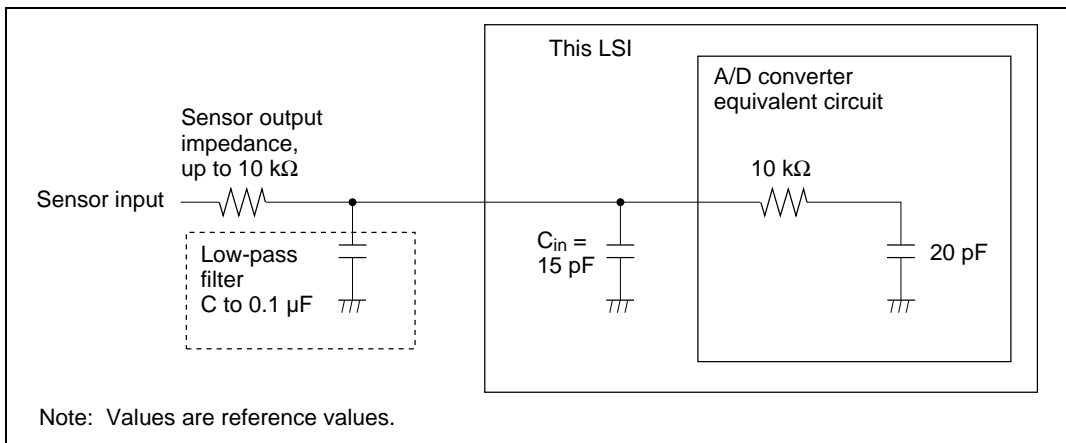 This LSI
A/D converter
equivalent circuit
Sensor output
impedance,
up to 10 kΩ
10 kΩ
Sensor input
Low-pass
filter
C to 0.1 µF
Cin =
15 pF
20 pF
Note: Values are reference values.